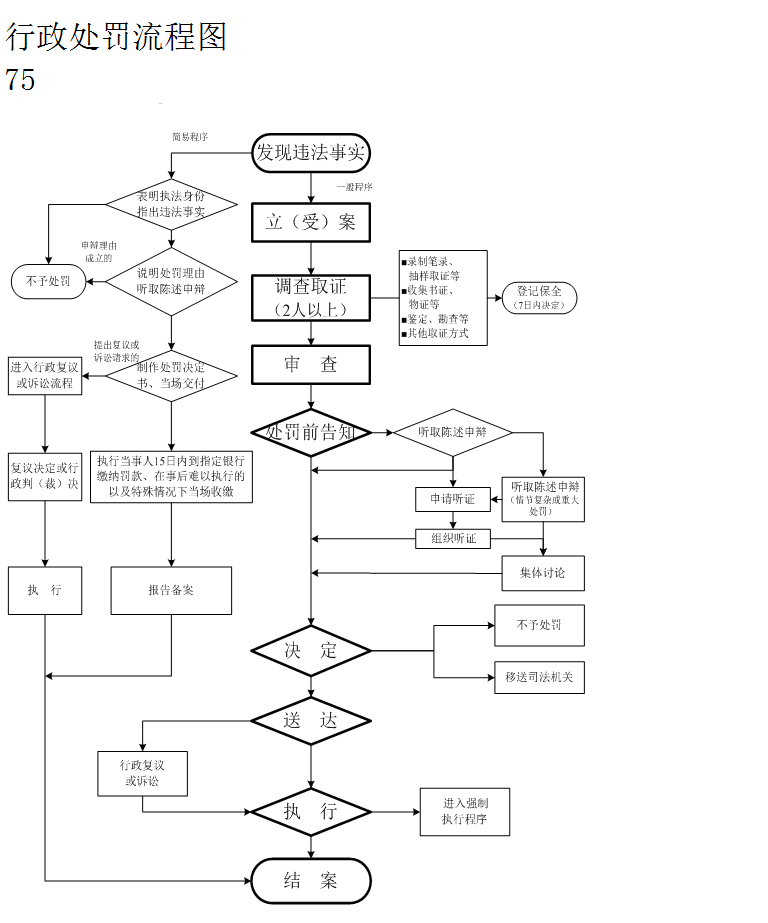 行政处罚流程图
75
简易程序
发现违法事实
一般程序
表明执法身份
指出违法事实
立（受）案
申辩理由
成立的
不予处罚
说明处罚理由
听取陈述申辩
调查取证
（2人以上）
■录制笔录、
抽样取证等
■收集书证、
物证等
■鉴定、勘查等
■其他取证方式
登记保全
（7日内决定）
提出复议或
诉讼请求的
进入行政复议
或诉讼流程
制作处罚决定
书、当场交付
审 查
处罚前告知
听取陈述申辩
复议决定或行
政判（裁）决
执行当事人15日内到指定银行
缴纳罚款、在事后难以执行的
以及特殊情况下当场收缴
申请听证
听取陈述申辩
（情节复杂或重大
处罚）
组织听证
执 行
报告备案
集体讨论
不予处罚
决 定
移送司法机关
送 达
行政复议
或诉讼
执 行
进入强制
执行程序
结 案